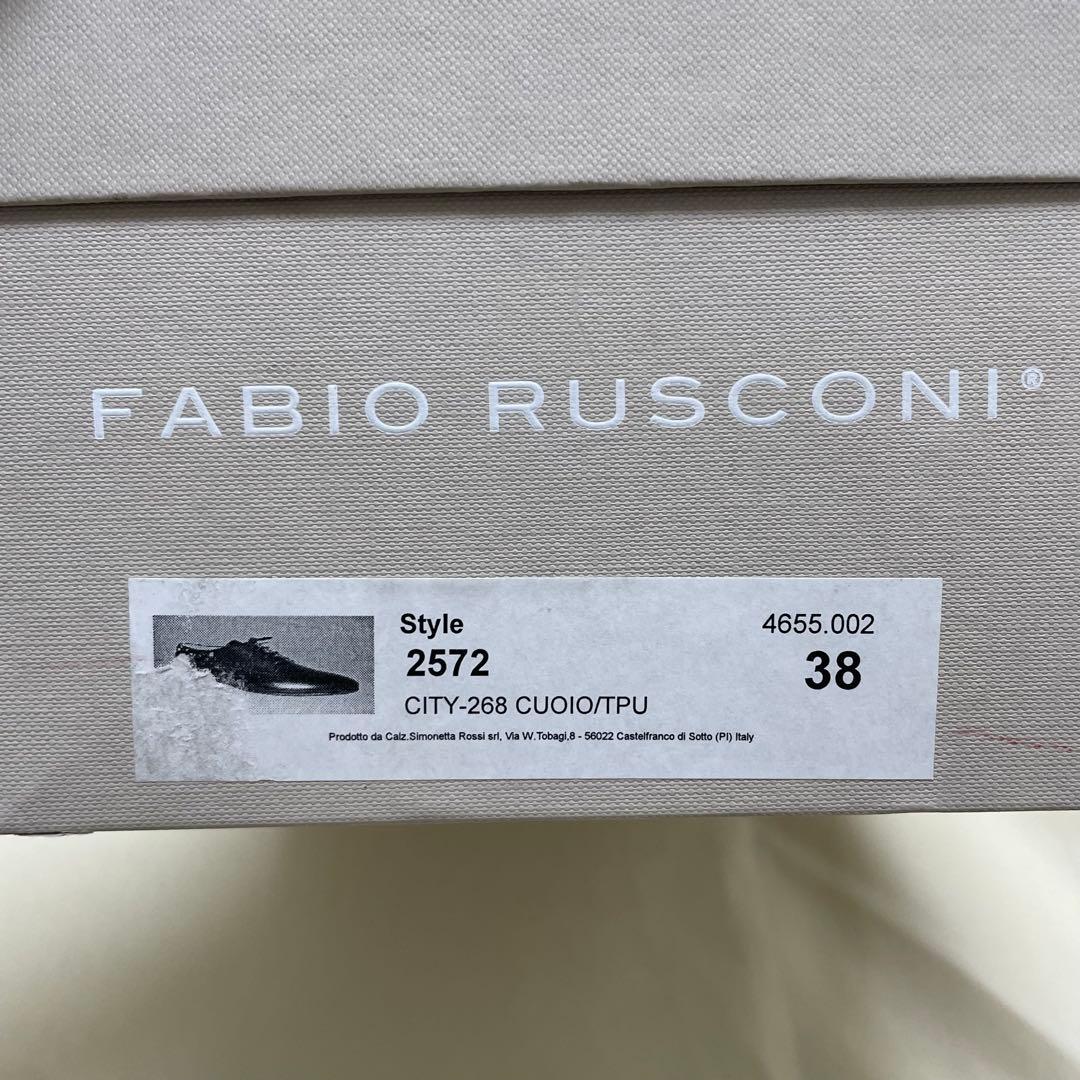 FABIO RUSCONI®
Style
2572
CITY-268 CUOIO/TPU
4655.002
38
Prodotto da Calz.Simonetta Rossi srl, Via W.Tobagi,8 - 56022 Castelfranco di Sotto (PI) Italy